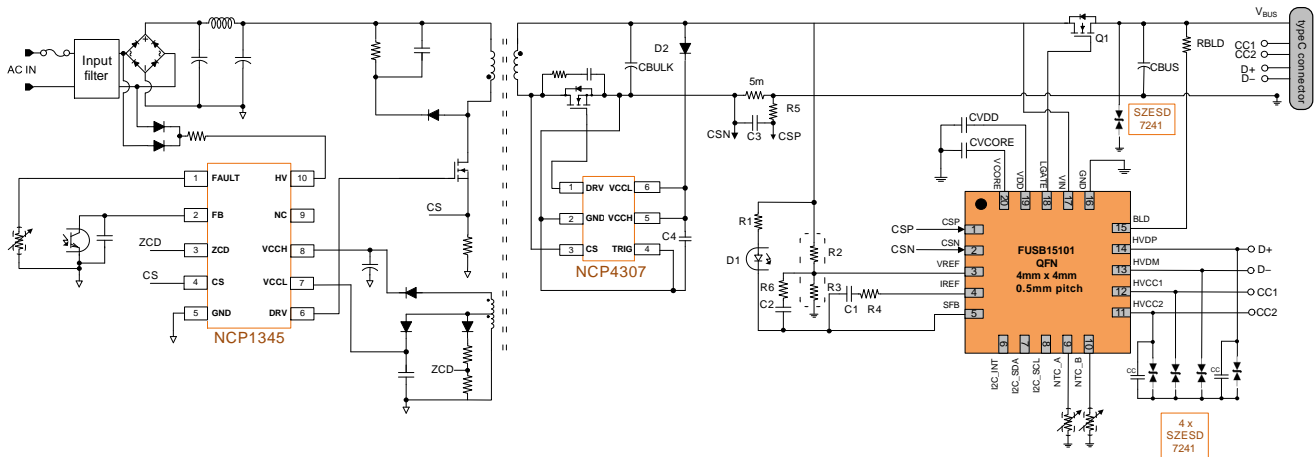 AC IN
Input
filter
1
FAULT
HV
10
2
FB
NC
9
3
ZCD
VCCH
8
4
CS
VCCL
7
5
GND
DRV
6
NCP1345
ZCD
CS
CS
ZCD
D2
CBULK
C4
1
DRV
VCCL
6
2
GND
VCCH
5
3
CS
TRIG
4
NCP4307
5m
R5
CSN
C3
CSP
Q1
VBUS
CBUS
RBLD
SZESD
7241
typeC connector
CC1
CC2
D+
D−
CVDD
CVCORE
VCORE
VDD
LGATE
VIN
GND
20
19
18
17
16
R1
D1
R2
R3
R6
C2
C1
R4
CSP
CSN
CSP
1
CSN
2
VREF
3
IREF
4
SFB
5
FUSB15101
QFN
4mm x 4mm
0.5mm pitch
BLD
15
HVDP
14
HVDM
13
HVCC1
12
HVCC2
11
D+
D−
CC1
CC2
6
7
8
9
10
I2C_INT
I2C_SDA
I2C_SCL
NTC_A
NTC_B
CC
CC
4 x
SZESD
7241